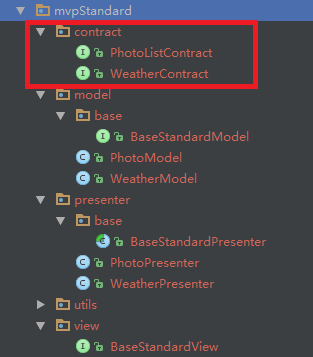 mvpStandard
contract
PhotoListContract
WeatherContract
model
base
BaseStandardModel
PhotoModel
WeatherModel
presenter
base
BaseStandardPresenter
PhotoPresenter
WeatherPresenter
utils
view
BaseStandardView